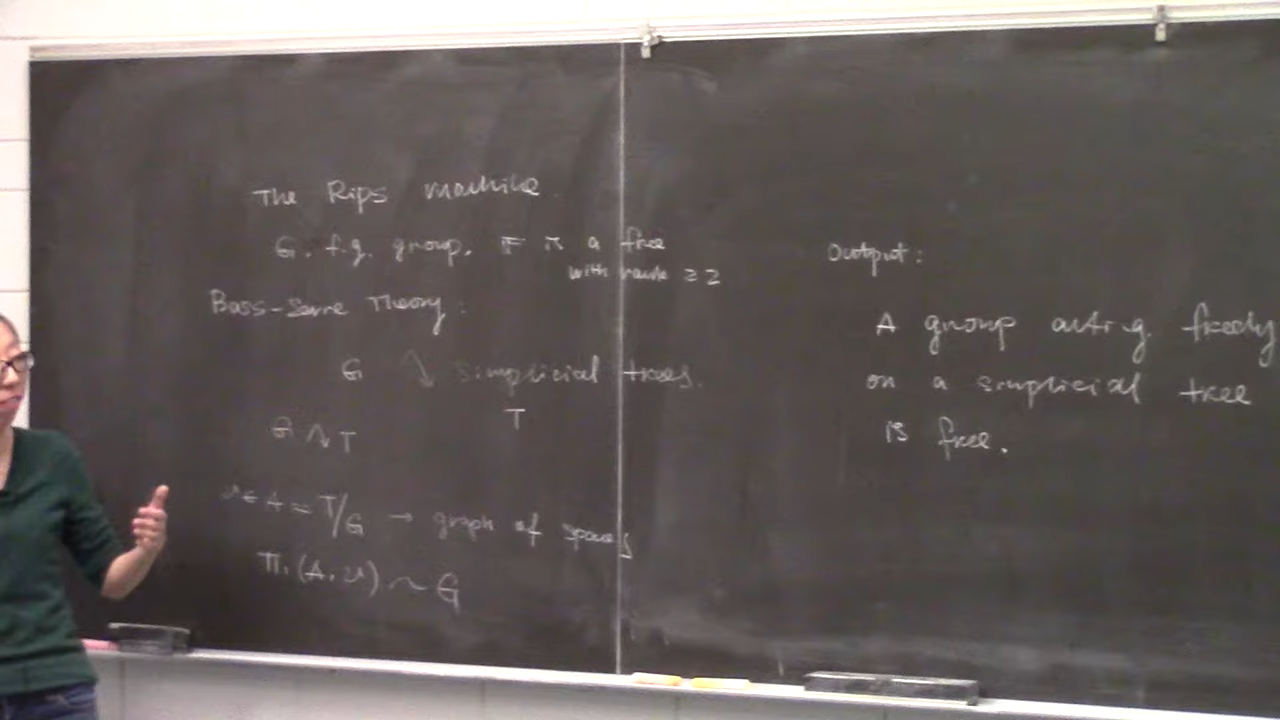 The Rips machine
G. f.g. group. F is a free
with rank ≥ 2
Bass-Serre Theory:
G ↘ simplicial trees.
T
G ↷ T
v ∈ A = T/G → graph of spaces
π₁(A, v) ~ G
Output:
A group acting freely
on a simplicial tree
is free.